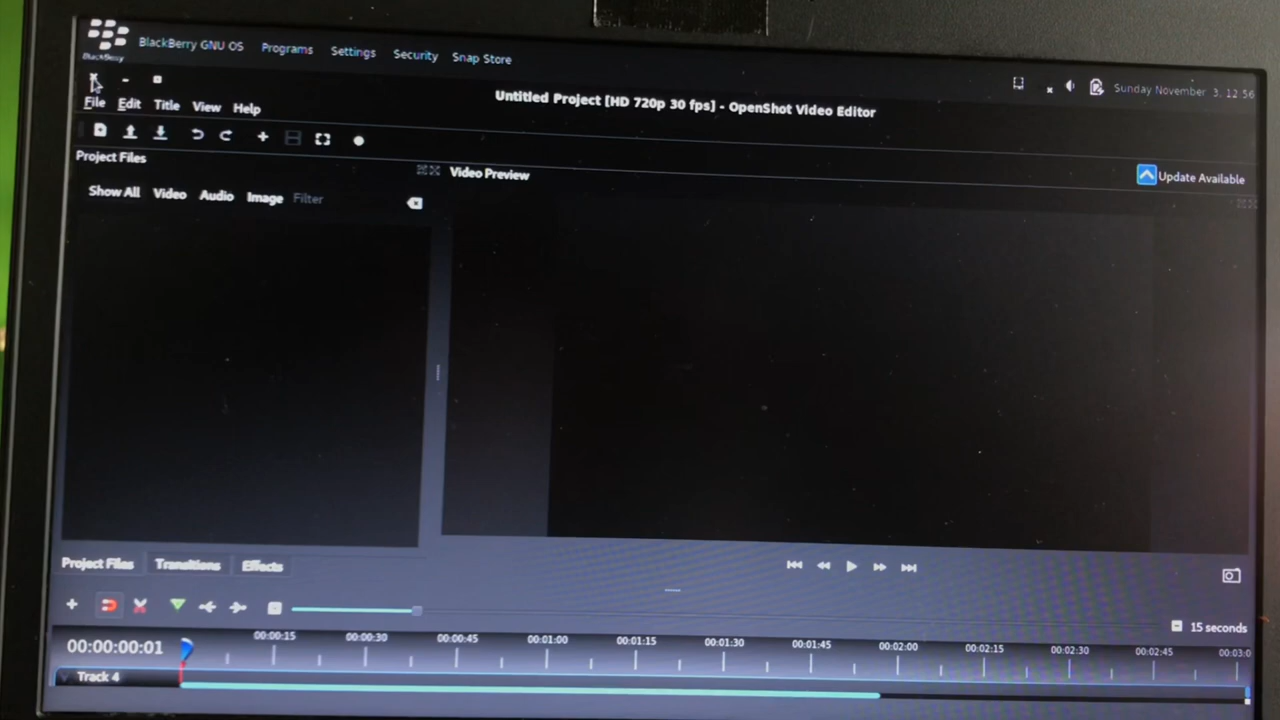 BlackBerry
BlackBerry GNU OS Programs Settings Security Snap Store
Sunday November 3, 12:56
File Edit Title View Help
Untitled Project [HD 720p 30 fps] - OpenShot Video Editor
Project Files
Video Preview
Update Available
Show All Video Audio Image Filter
Project Files Transitions Effects
15 seconds
00:00:00:01
00:00:15 00:00:30 00:00:45 00:01:00 00:01:15 00:01:30 00:01:45 00:02:00 00:02:15 00:02:30 00:02:45 00:03:0
Track 4